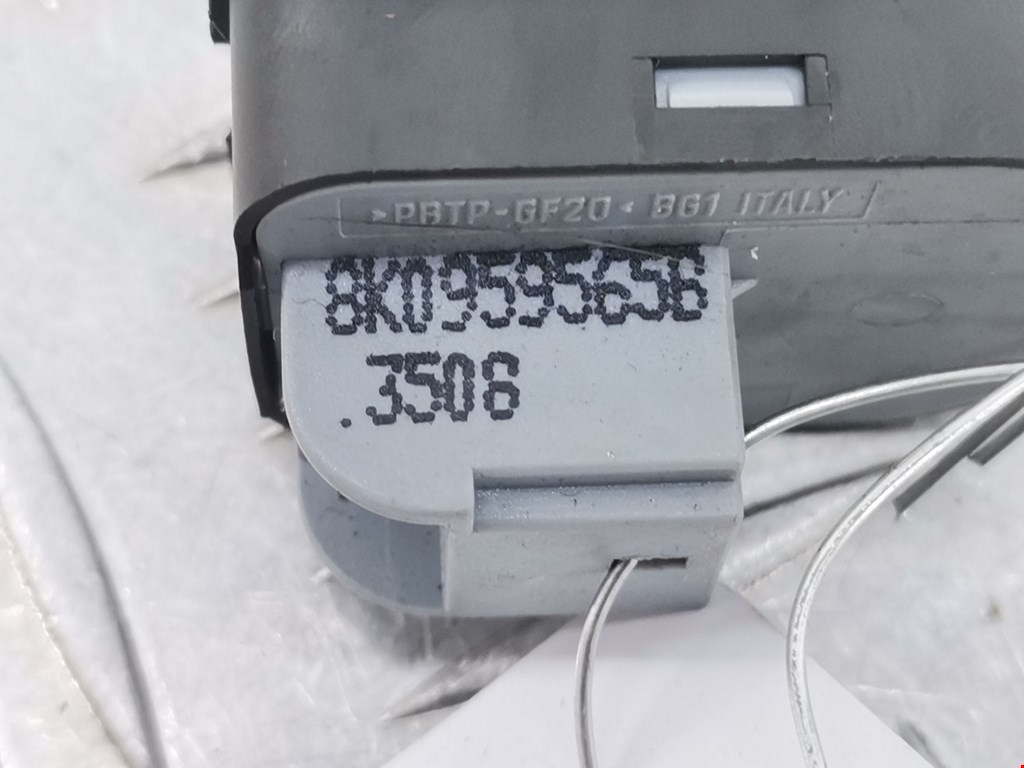 >PBTP-GF20< BG1 ITALY
8K0959565B
.3506